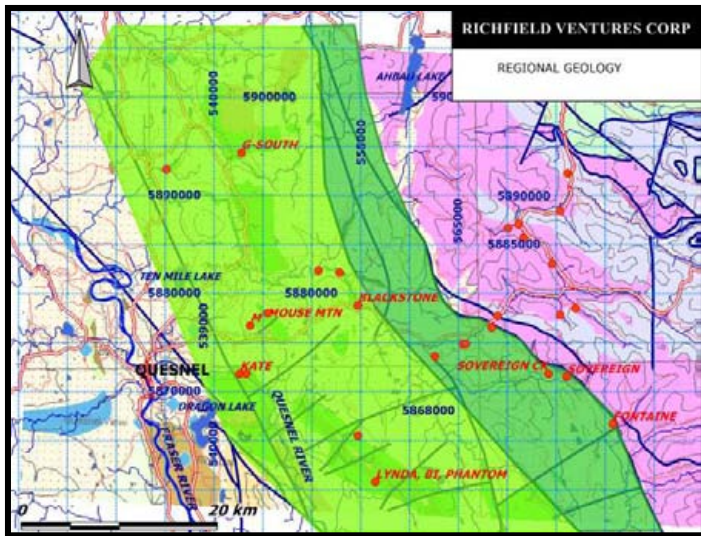 RICHFIELD VENTURES CORP
REGIONAL GEOLOGY
N
AHBAU LAKE
540000
5900000
550000
G-SOUTH
5890000
5890000
565000
5885000
TEN MILE LAKE
5880000
5880000
BLACKSTONE
539000
M
MOUSE MTN
QUESNEL
KATE
SOVEREIGN CK
SOVEREIGN
5870000
DRAGON LAKE
QUESNEL RIVER
5868000
FONTAINE
540000
FRASER RIVER
LYNDA, BI, PHANTOM
0
20 km